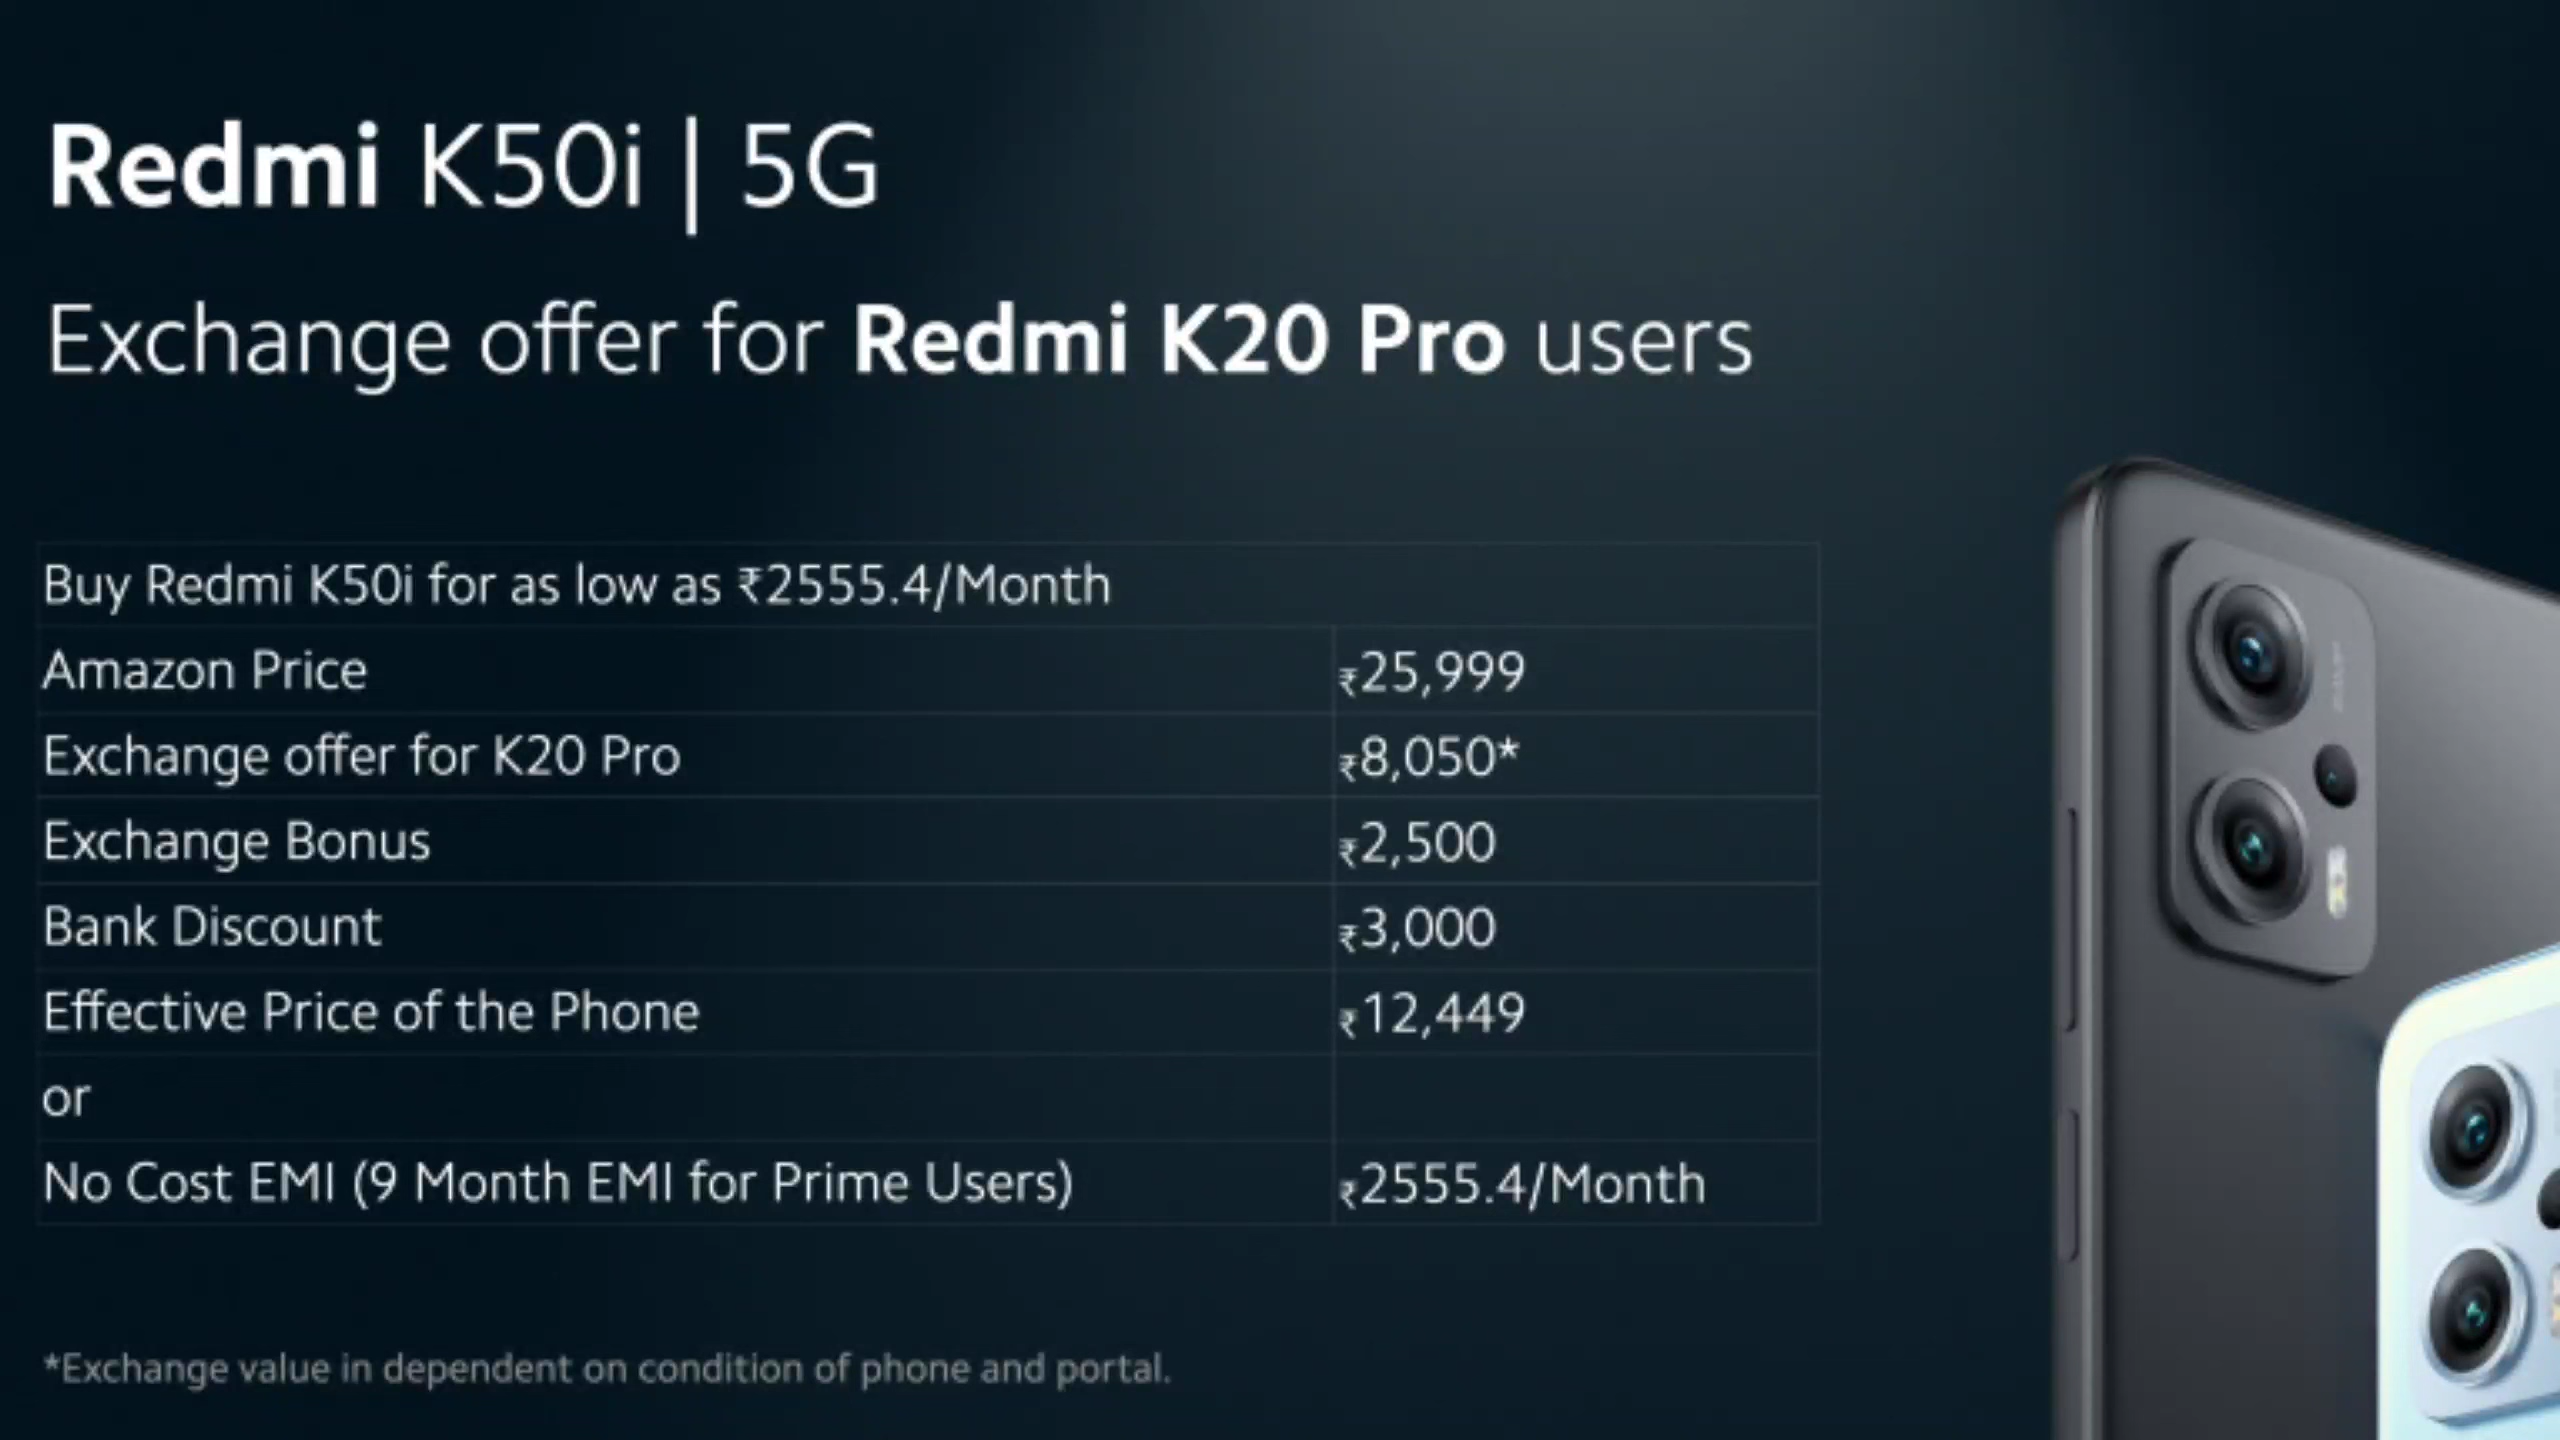 Redmi K50i | 5G
Exchange offer for Redmi K20 Pro users
Buy Redmi K50i for as low as ₹2555.4/Month
Amazon Price ₹25,999
Exchange offer for K20 Pro ₹8,050*
Exchange Bonus ₹2,500
Bank Discount ₹3,000
Effective Price of the Phone ₹12,449
or
No Cost EMI (9 Month EMI for Prime Users) ₹2555.4/Month
*Exchange value in dependent on condition of phone and portal.